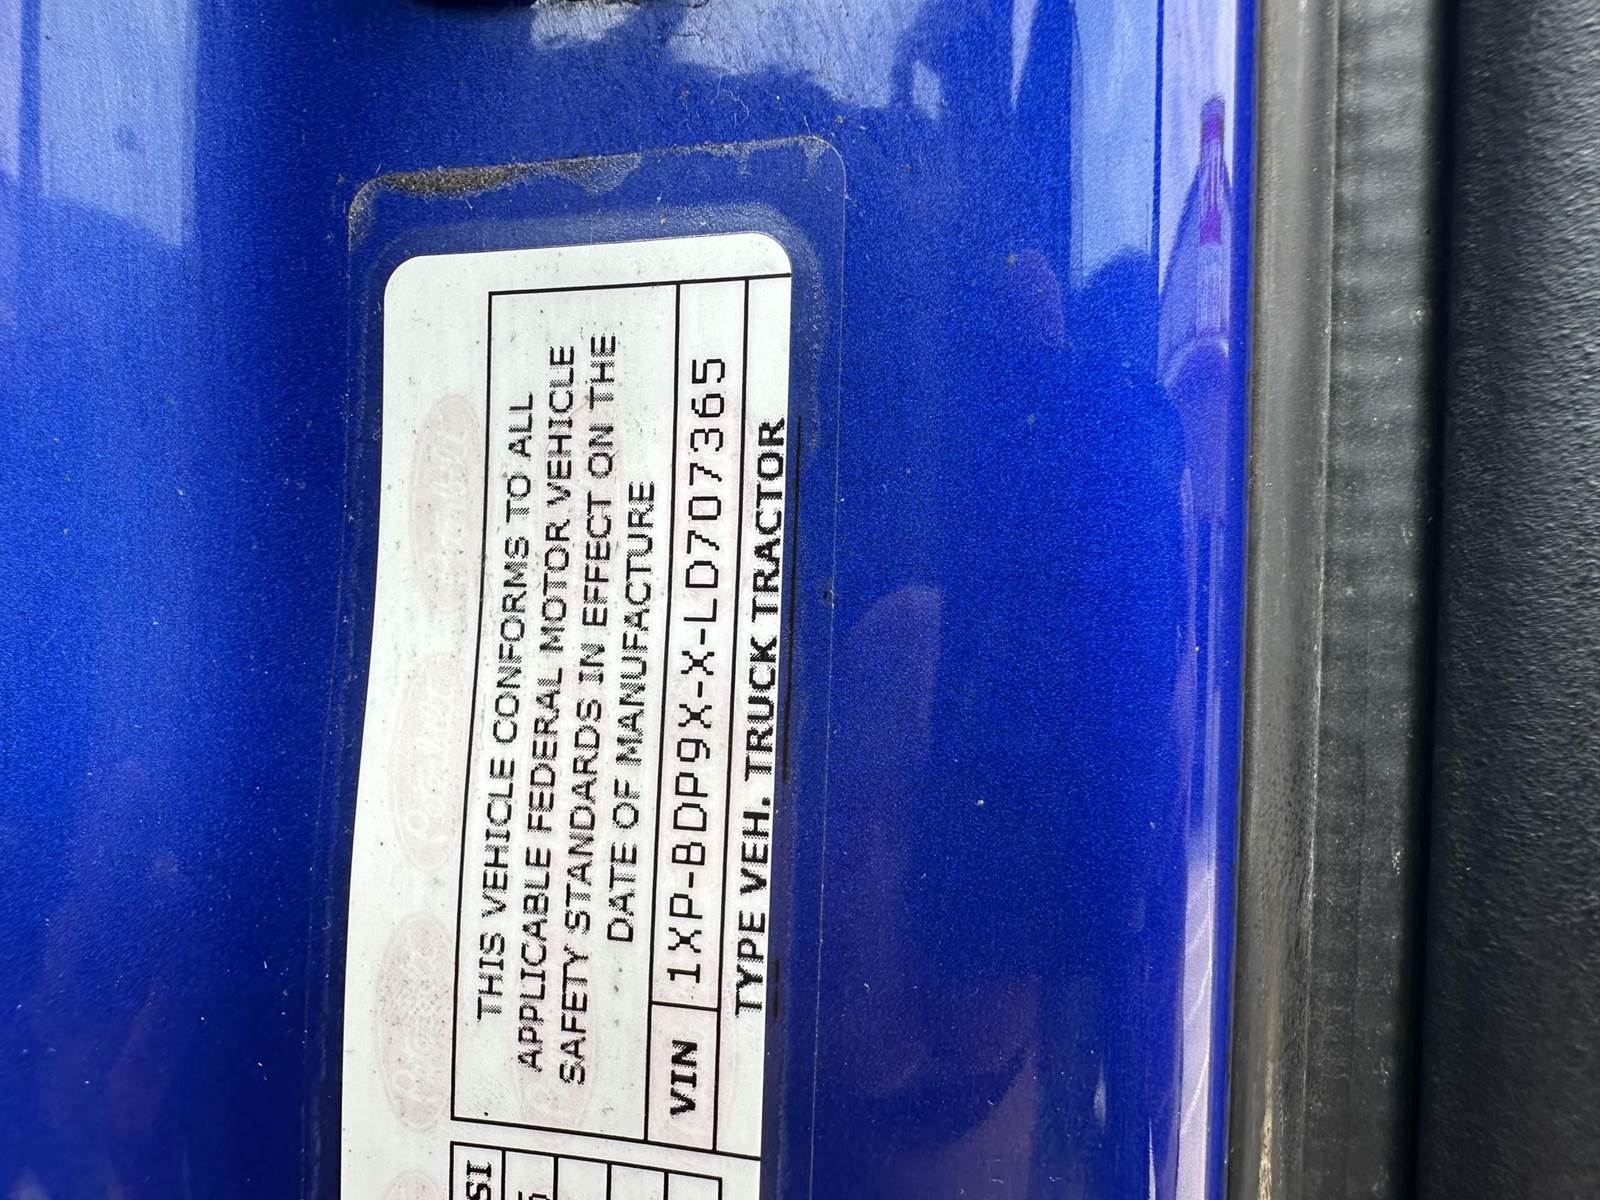 THIS VEHICLE CONFORMS TO ALL
APPLICABLE FEDERAL MOTOR VEHICLE
SAFETY STANDARDS IN EFFECT ON THE
DATE OF MANUFACTURE
VIN 1XP-BDP9X-X-LD707365
TYPE VEH. TRUCK TRACTOR
SI